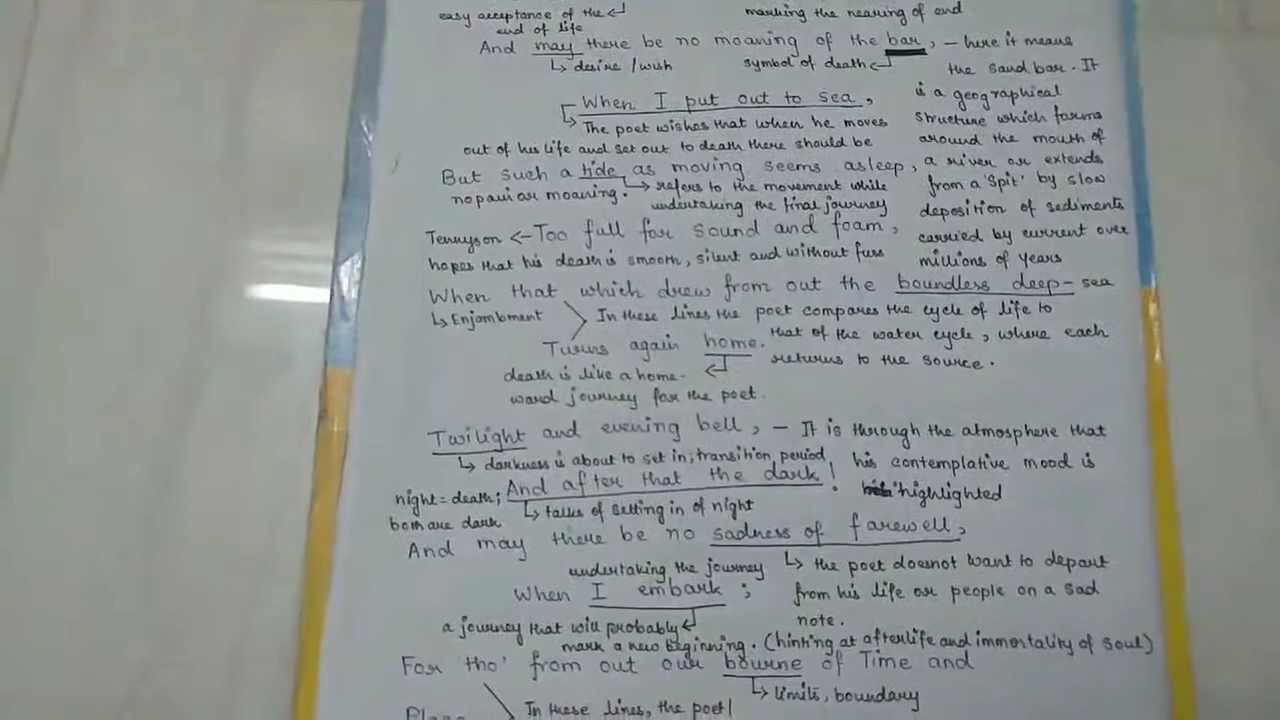 easy acceptance of the
end of life
marking the nearing of end
And may there be no moaning of the bar, – here it means
↳ desire / wish
symbol of death
the sand bar. It
is a geographical
structure which forms
around the mouth of
a river or extends
from a 'spit' by slow
deposition of sediments
carried by current over
millions of years
When I put out to sea,
The poet wishes that when he moves
out of his life and set out to death there should be
no pain or moaning.
But such a tide as moving seems asleep,
refers to the movement while
undertaking the final journey
Too full for sound and foam,
Tennyson
hopes that his death is smooth, silent and without fuss
When that which drew from out the boundless deep – sea
↳ Enjambment
In these lines the poet compares the cycle of life to
that of the water cycle, where each
returns to the source.
Turns again home.
death is like a home-
ward journey for the poet.
Twilight and evening bell, – It is through the atmosphere that
his contemplative mood is
highlighted
↳ darkness is about to set in; transition period
And after that the dark!
night = death;
both are dark
↳ talks of setting in of night
And may there be no sadness of farewell,
↳ the poet doesnot want to depart
from his life or people on a sad
note.
When I embark;
undertaking the journey
a journey that will probably
mark a new beginning. (hinting at afterlife and immortality of soul)
For tho' from out our bourne of Time and
↳ limits, boundary
Place
In these lines, the poet